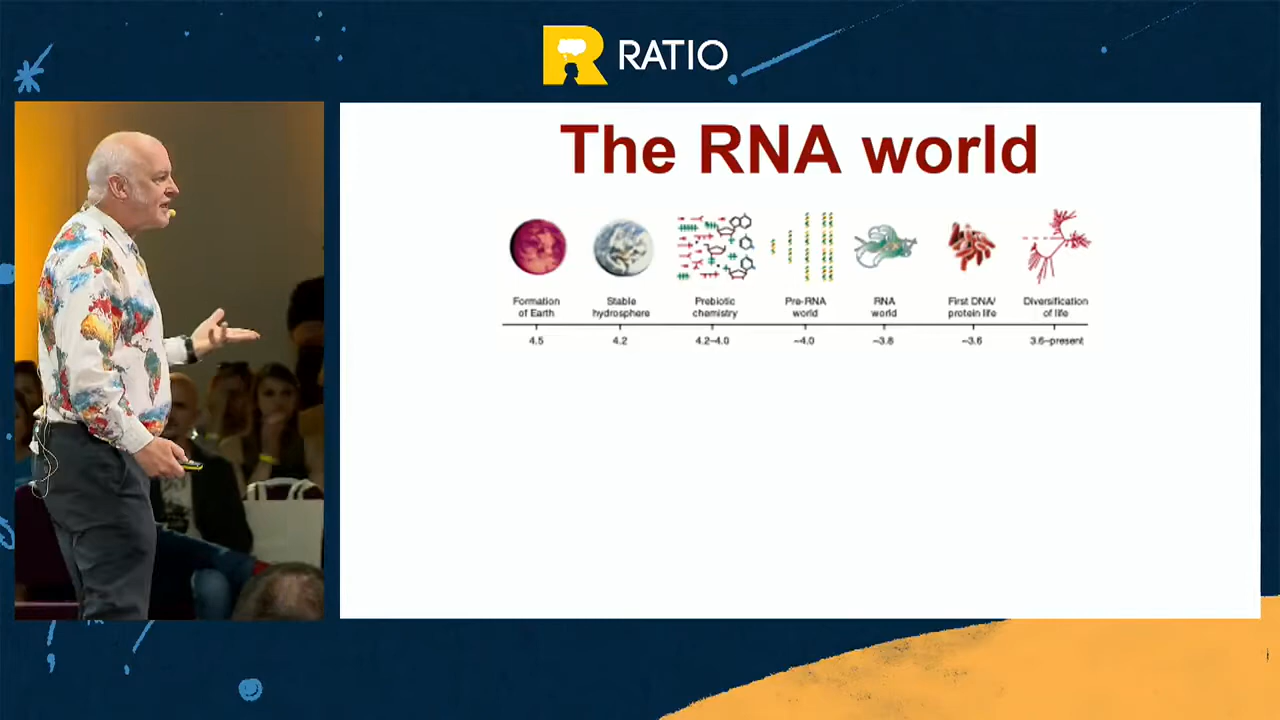 RATIO
The RNA world
Formation of Earth
Stable hydrosphere
Prebiotic chemistry
Pre-RNA world
RNA world
First DNA/ protein life
Diversification of life
4.5
4.2
4.2–4.0
~4.0
~3.8
~3.6
3.6–present